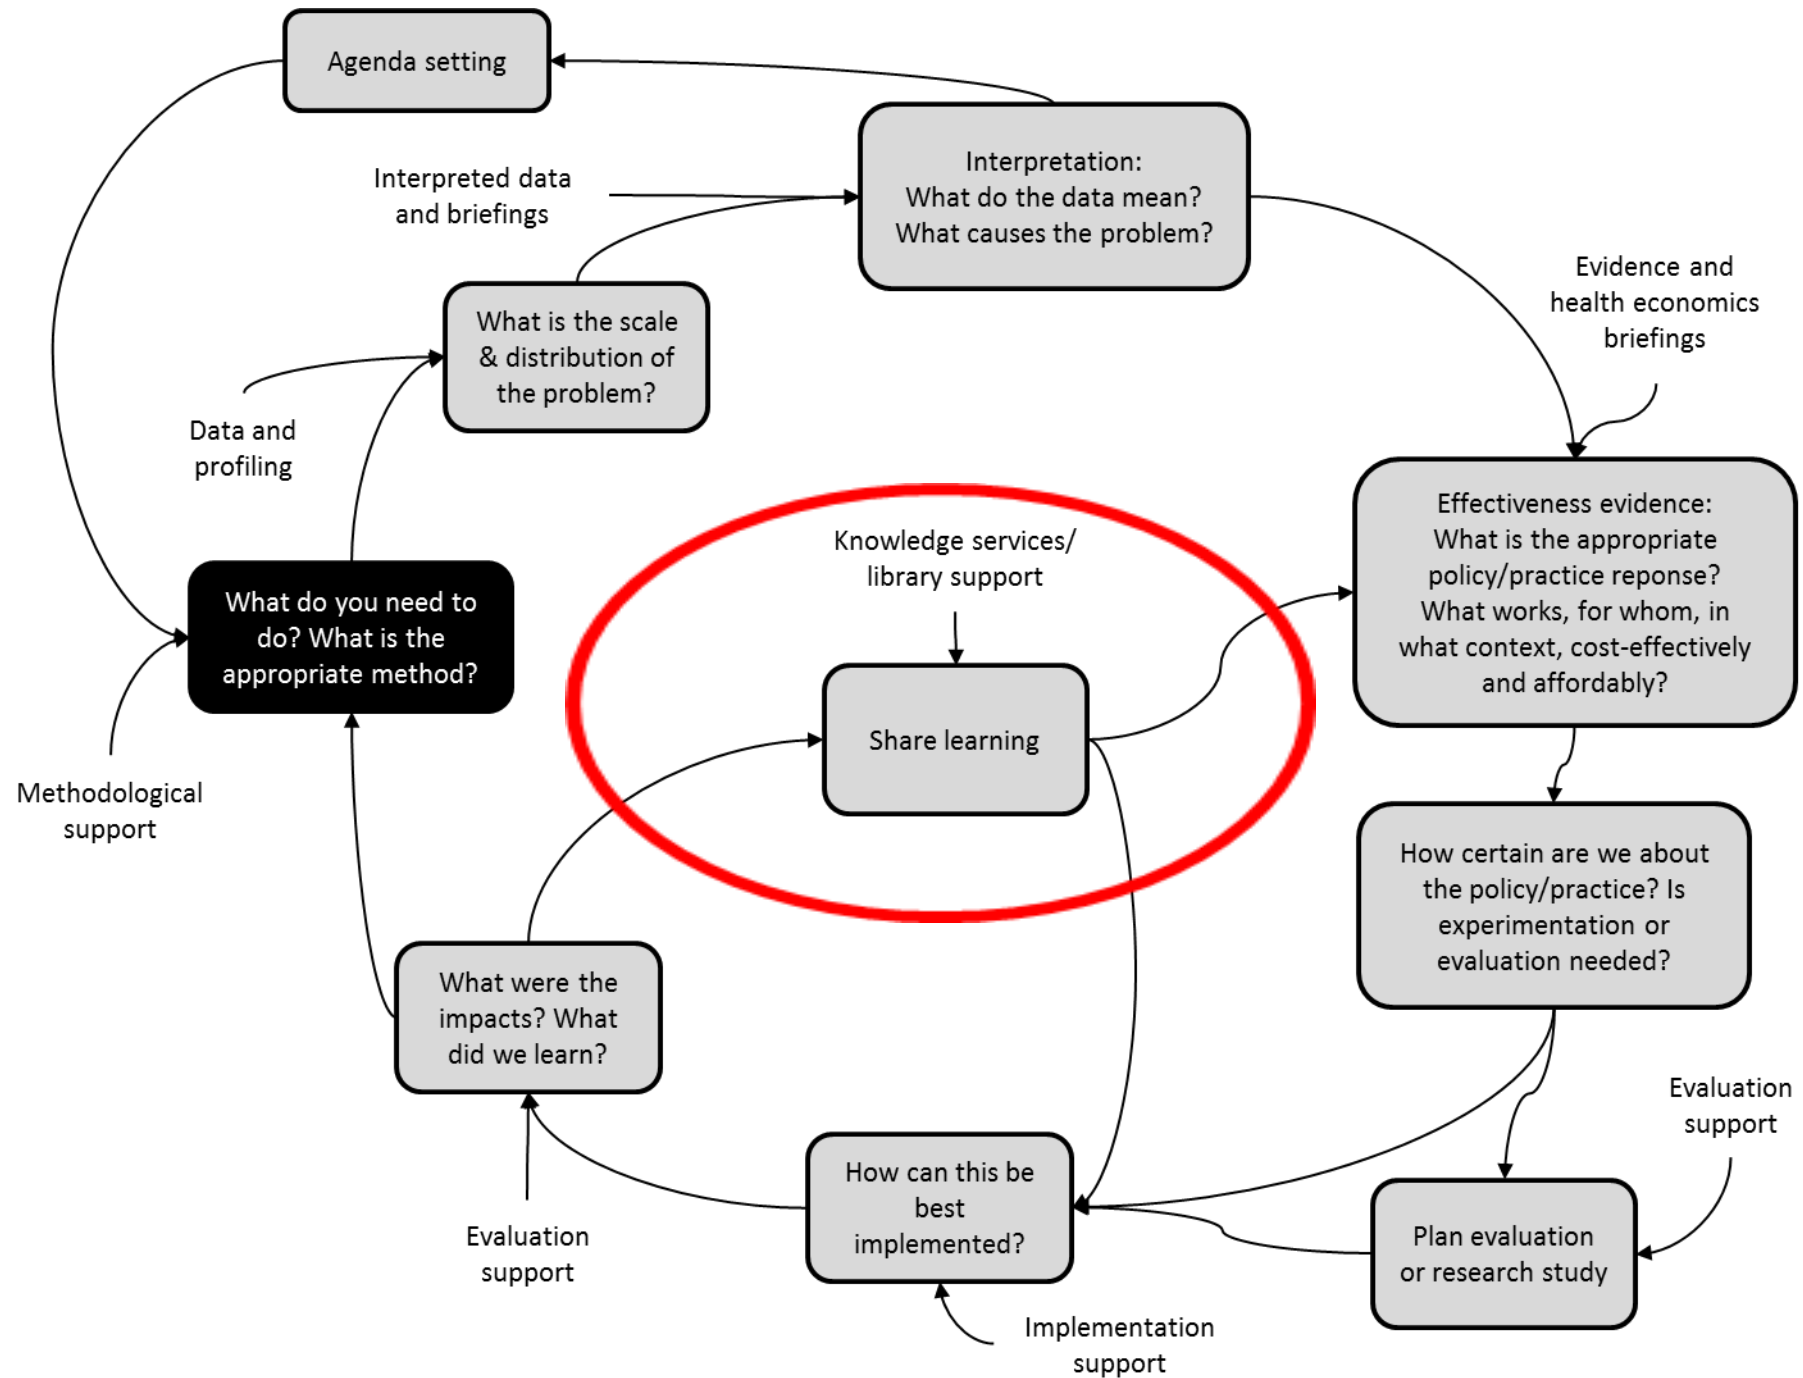 Agenda setting
Interpretation:
What do the data mean?
What causes the problem?
Interpreted data
and briefings
Evidence and
health economics
briefings
What is the scale
& distribution of
the problem?
Data and
profiling
Effectiveness evidence:
What is the appropriate
policy/practice reponse?
What works, for whom, in
what context, cost-effectively
and affordably?
Knowledge services/
library support
What do you need to
do? What is the
appropriate method?
Share learning
Methodological
support
How certain are we about
the policy/practice? Is
experimentation or
evaluation needed?
What were the
impacts? What
did we learn?
Evaluation
support
How can this be
best
implemented?
Plan evaluation
or research study
Evaluation
support
Implementation
support